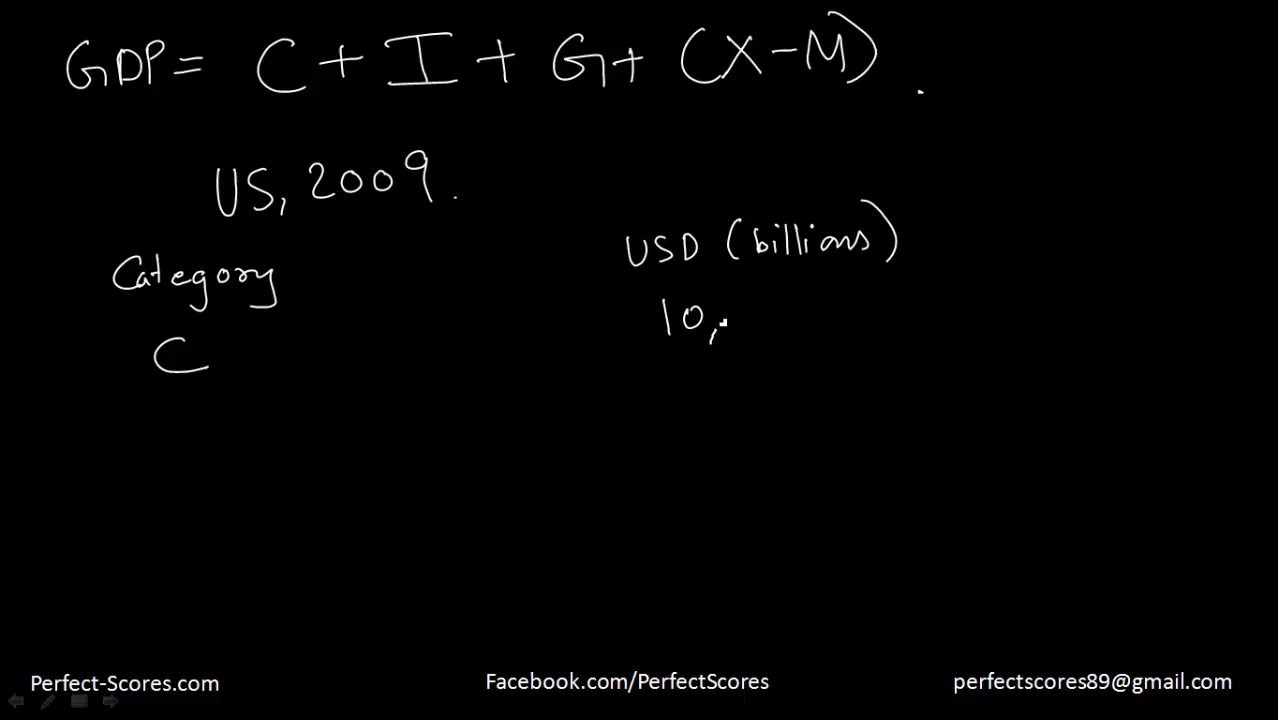 GDP = C + I + G + (X - M).
US, 2009.
Category USD (billions)
C 10,
Perfect-Scores.com Facebook.com/PerfectScores perfectscores89@gmail.com